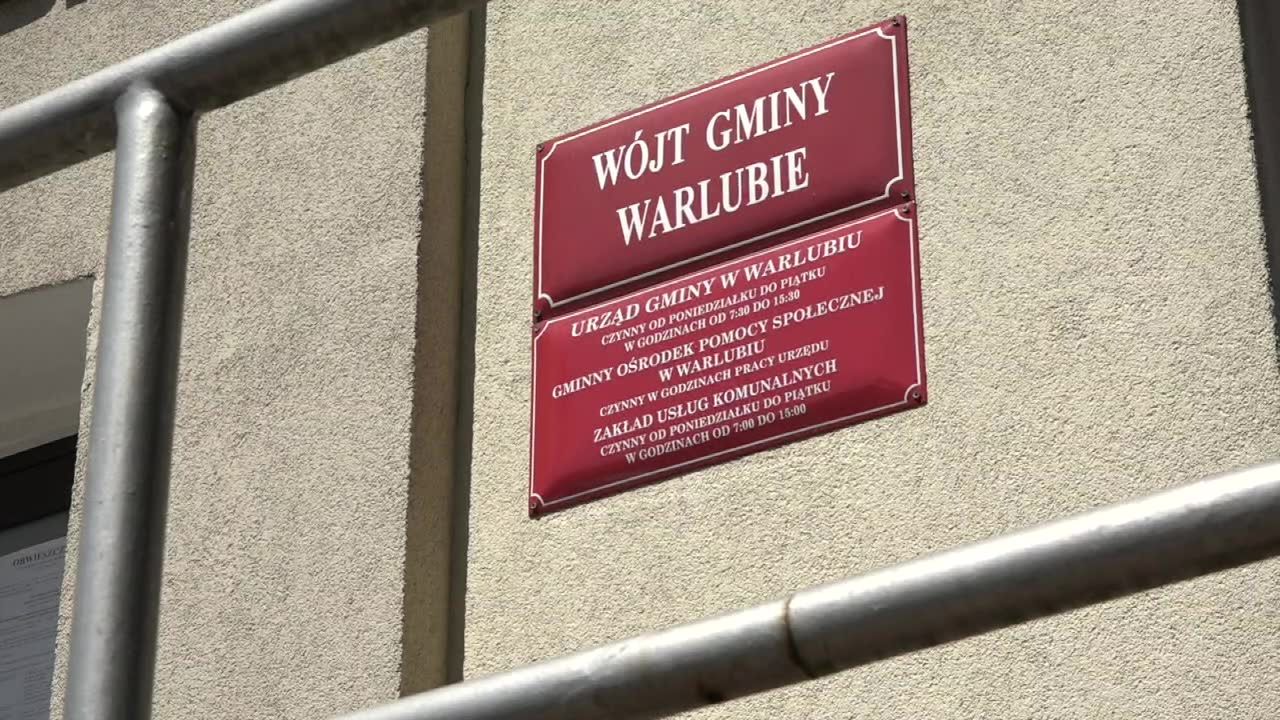 WÓJT GMINY
WARLUBIE
URZĄD GMINY W WARLUBIU
CZYNNY OD PONIEDZIAŁKU DO PIĄTKU
W GODZINACH OD 7:30 DO 15:30
GMINNY OŚRODEK POMOCY SPOŁECZNEJ
W WARLUBIU
CZYNNY W GODZINACH PRACY URZĘDU
ZAKŁAD USŁUG KOMUNALNYCH
CZYNNY OD PONIEDZIAŁKU DO PIĄTKU
W GODZINACH OD 7:00 DO 15:00